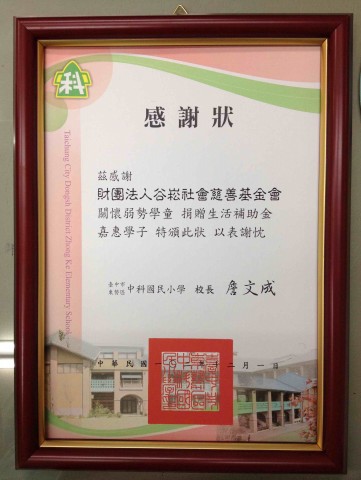 科
感謝狀
茲感謝
財團法人谷崧社會慈善基金會
關懷弱勢學童 捐贈生活補助金
嘉惠學子 特頒此狀 以表謝忱
臺中市
東勢區
中科國民小學 校長 詹文成
中華民國一 二月一日
Taichung City Dongshi District Zhong Ke Elementary School